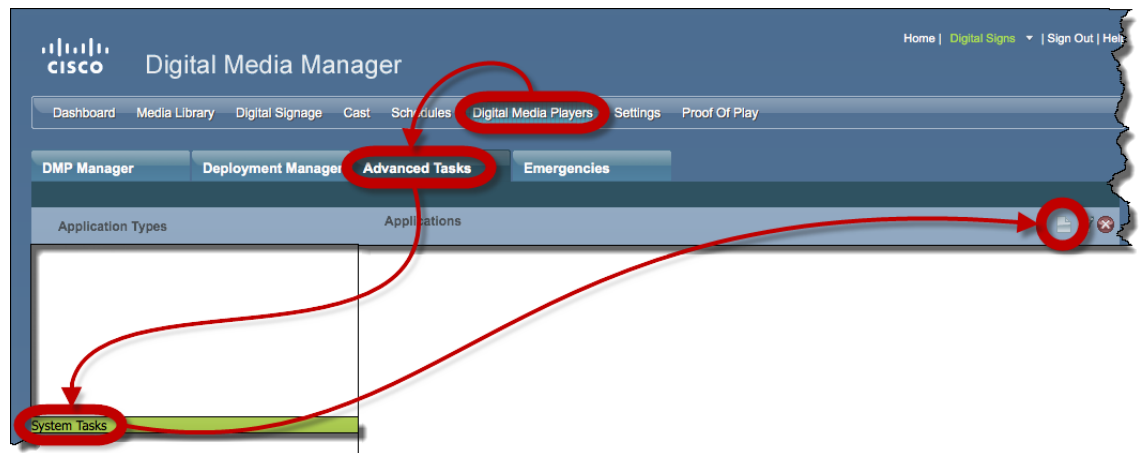 Home | Digital Signs | Sign Out | Hel
cisco Digital Media Manager
Dashboard Media Library Digital Signage Cast Schedules Digital Media Players Settings Proof Of Play
DMP Manager Deployment Manager Advanced Tasks Emergencies
Application Types Applications
System Tasks